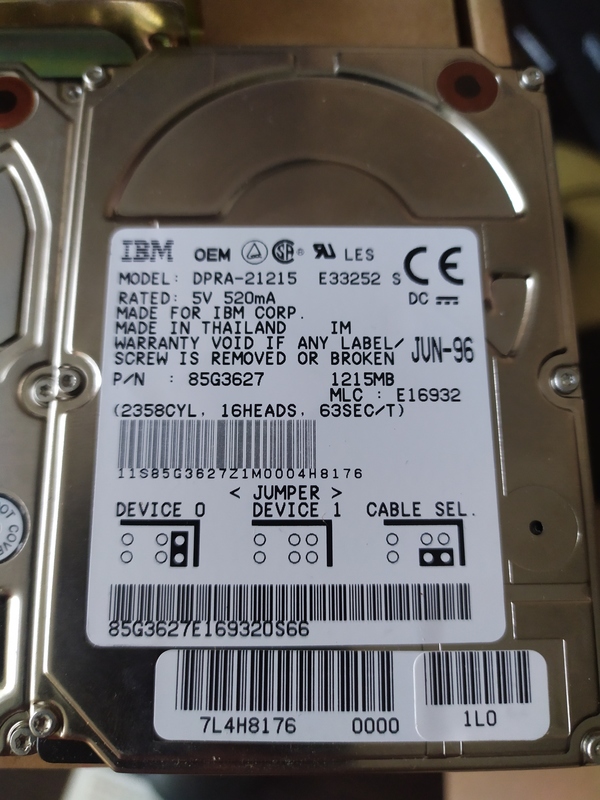 IBM OEM ® LES
MODEL: DPRA-21215 E33252 S CE
RATED: 5V 520mA DC
MADE FOR IBM CORP.
MADE IN THAILAND IM
WARRANTY VOID IF ANY LABEL/
SCREW IS REMOVED OR BROKEN JUN-96
P/N : 85G3627 1215MB
MLC : E16932
(2358CYL. 16HEADS. 63SEC/T)
11S85G3627Z1M0004H8176
< JUMPER >
DEVICE 0 DEVICE 1 CABLE SEL.
85G3627E16932OS66
7L4H8176 0000 1L0